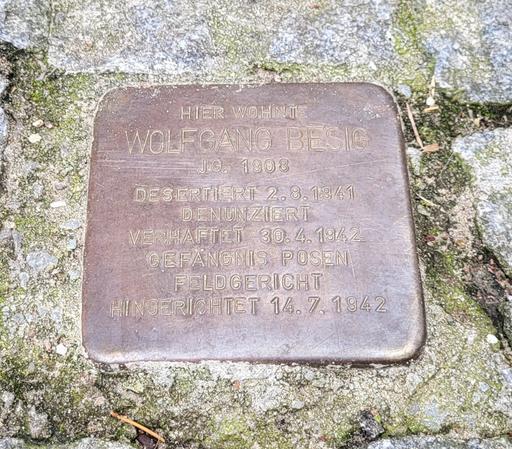 HIER WOHNTE
WOLFGANG BESIG
JG. 1908
DESERTIERT 2.8.1941
DENUNZIERT
VERHAFTET 30.4.1942
GEFÄNGNIS POSEN
FELDGERICHT
HINGERICHTET 14.7.1942